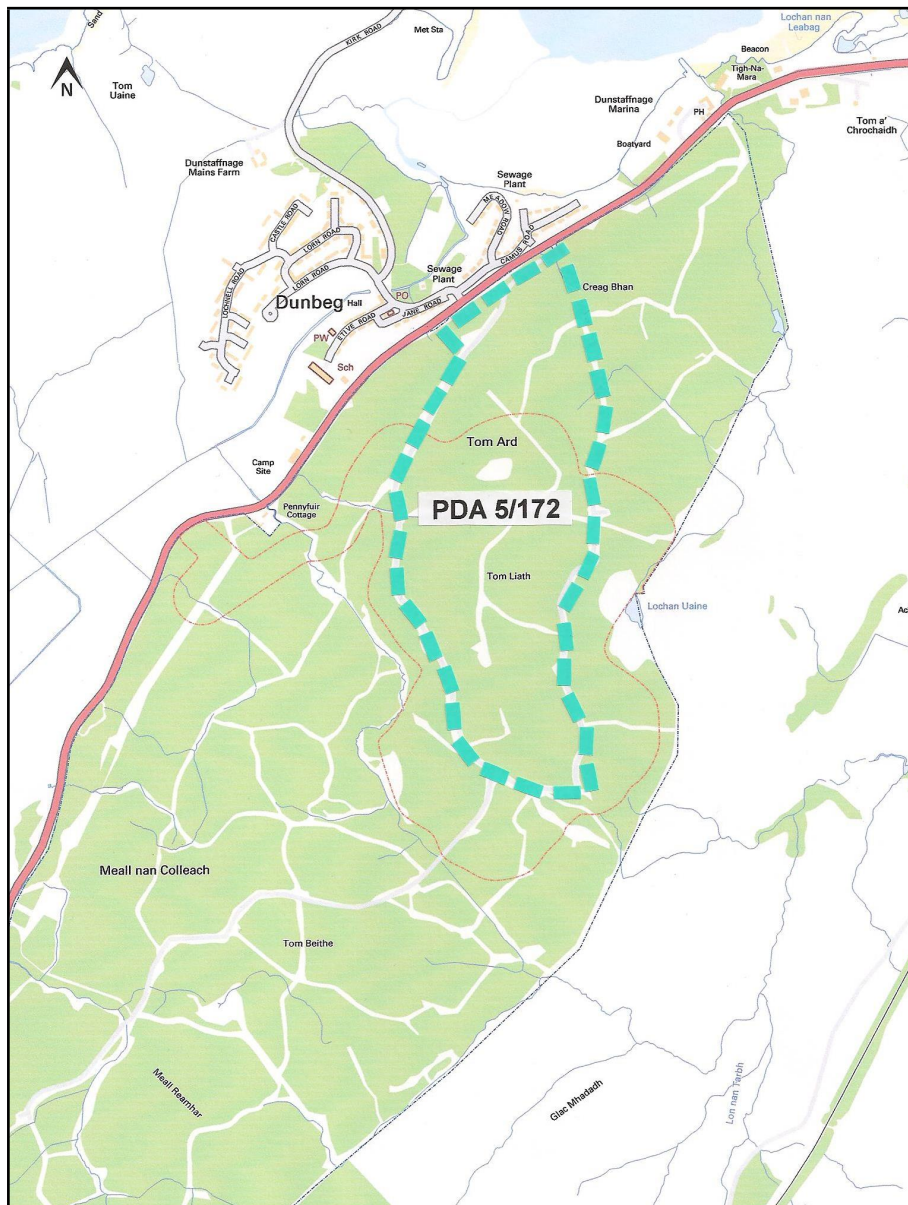 Sand
KIRK ROAD
Met Sta
Lochan nan
Leabag
Beacon
N
Tom
Uaine
Tigh-Na-
Mara
Dunstaffnage
Marina
PH
Tom a'
Chrochaidh
Boatyard
Dunstaffnage
Mains Farm
Sewage
Plant
CASTLE ROAD
MEADOW ROAD
LORN ROAD
CAMUS ROAD
LORN ROAD
Sewage
Plant
Creag Bhan
LOCHNELL ROAD
Dunbeg
Hall
PO
JANE ROAD
ETIVE ROAD
PW
Sch
Tom Ard
Camp
Site
Pennyfuir
Cottage
PDA 5/172
Tom Liath
Lochan Uaine
Ac
Meall nan Colleach
Tom Beithe
Meall Reamhar
Glac Mhadadh
Lon nan Tarbh